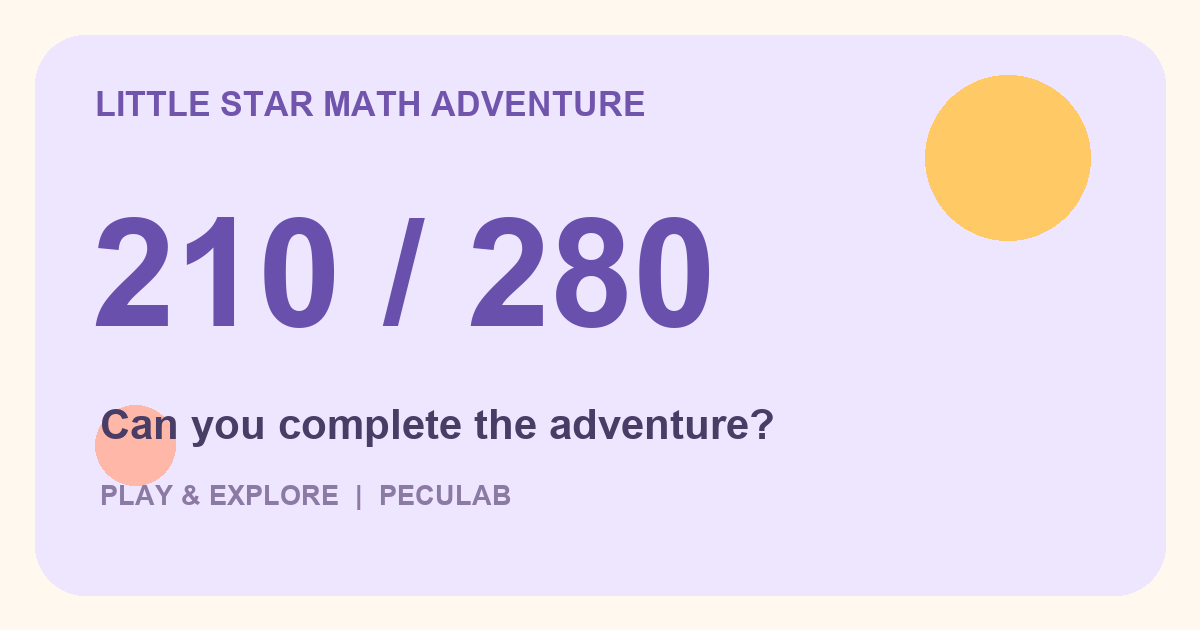 LITTLE STAR MATH ADVENTURE
210 / 280
Can you complete the adventure?
PLAY & EXPLORE | PECULAB